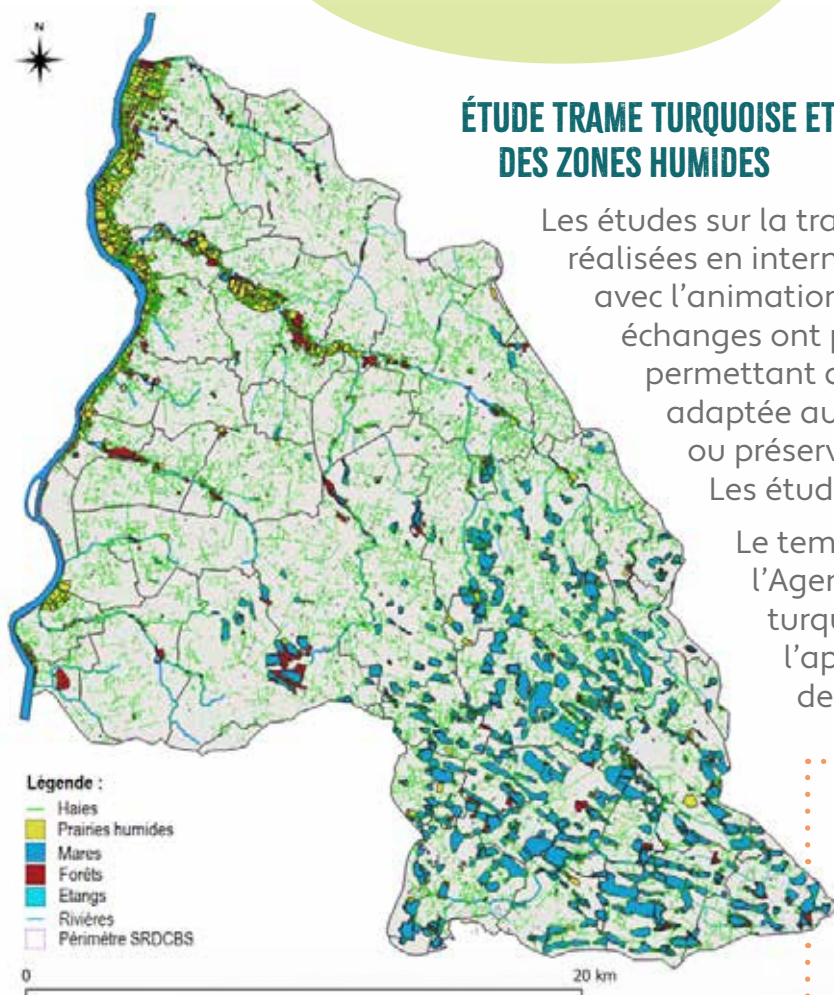 N
ÉTUDE TRAME TURQUOISE ET
DES ZONES HUMIDES
Les études sur la tra
réalisées en intern
avec l'animation
échanges ont p
permettant d
adaptée au
ou préserv
Les étud
Le tem
l'Agen
turqu
l'ap
de
Légende :
Haies
Prairies humides
Mares
Forêts
Etangs
Rivières
Périmètre SRDCBS
0
20 km